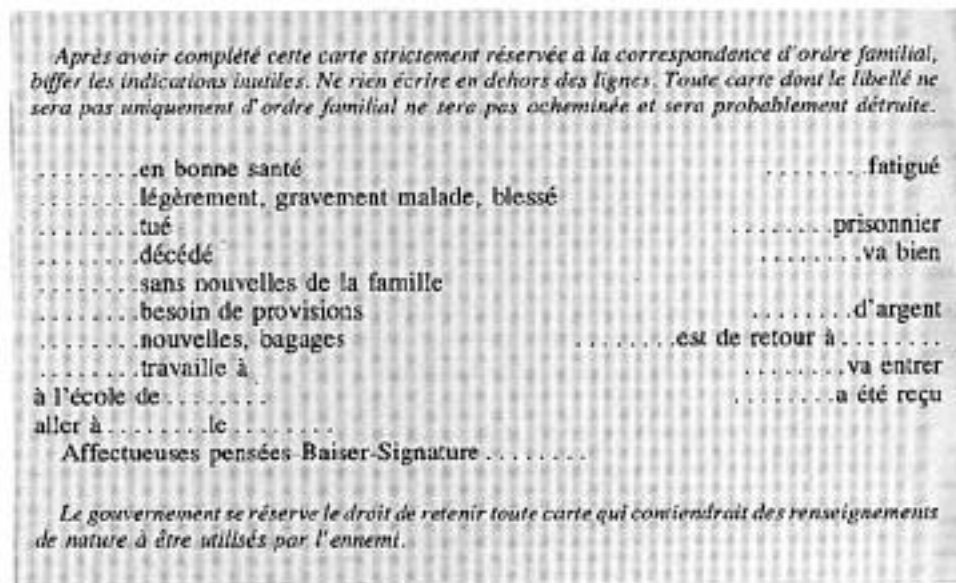 Après avoir complété cette carte strictement réservée à la correspondance d'ordre familial,
biffer les indications inutiles. Ne rien écrire en dehors des lignes. Toute carte dont le libellé ne
sera pas uniquement d'ordre familial ne sera pas acheminée et sera probablement détruite.
........en bonne santé ........fatigué
........légèrement, gravement malade, blessé
........tué ........prisonnier
........décédé ........va bien
........sans nouvelles de la famille
........besoin de provisions ........d'argent
........nouvelles, bagages ........est de retour à........
........travaille à ........va entrer
à l'école de........ ........a été reçu
aller à........le........
Affectueuses pensées-Baiser-Signature........
Le gouvernement se réserve le droit de retenir toute carte qui contiendrait des renseignements
de nature à être utilisés par l'ennemi.